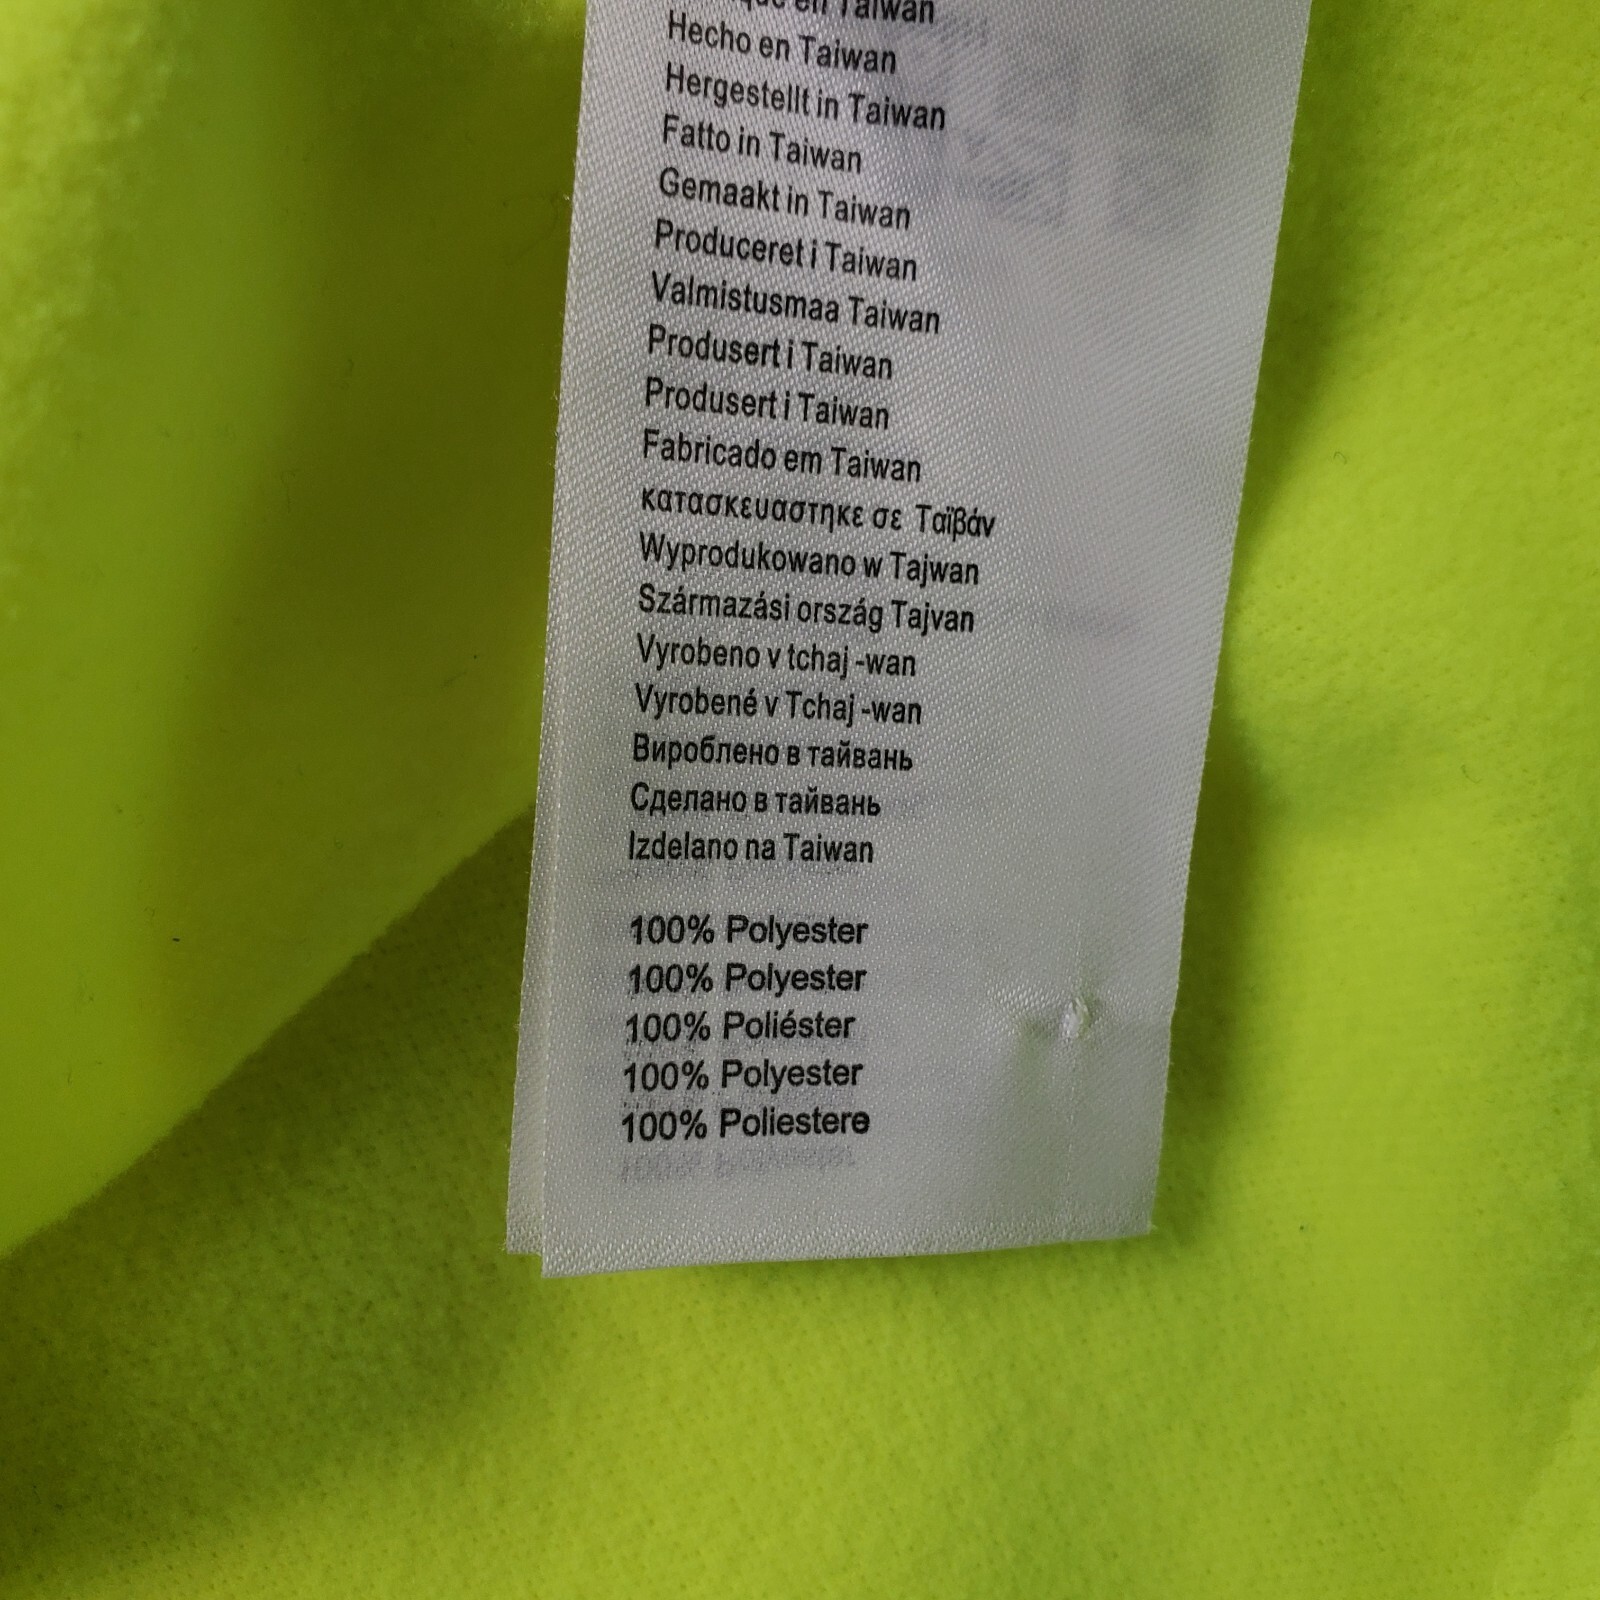 en Taiwan
Hecho en Taiwan
Hergestellt in Taiwan
Fatto in Taiwan
Gemaakt in Taiwan
Produceret i Taiwan
Valmistusmaa Taiwan
Produsert i Taiwan
Produsert i Taiwan
Fabricado em Taiwan
κατασκευαστηκε σε Ταϊβάν
Wyprodukowano w Tajwan
Származási ország Tajvan
Vyrobeno v tchaj -wan
Vyrobené v Tchaj -wan
Вироблено в тайвань
Сделано в тайвань
Izdelano na Taiwan
100% Polyester
100% Polyester
100% Poliéster
100% Polyester
100% Poliestere